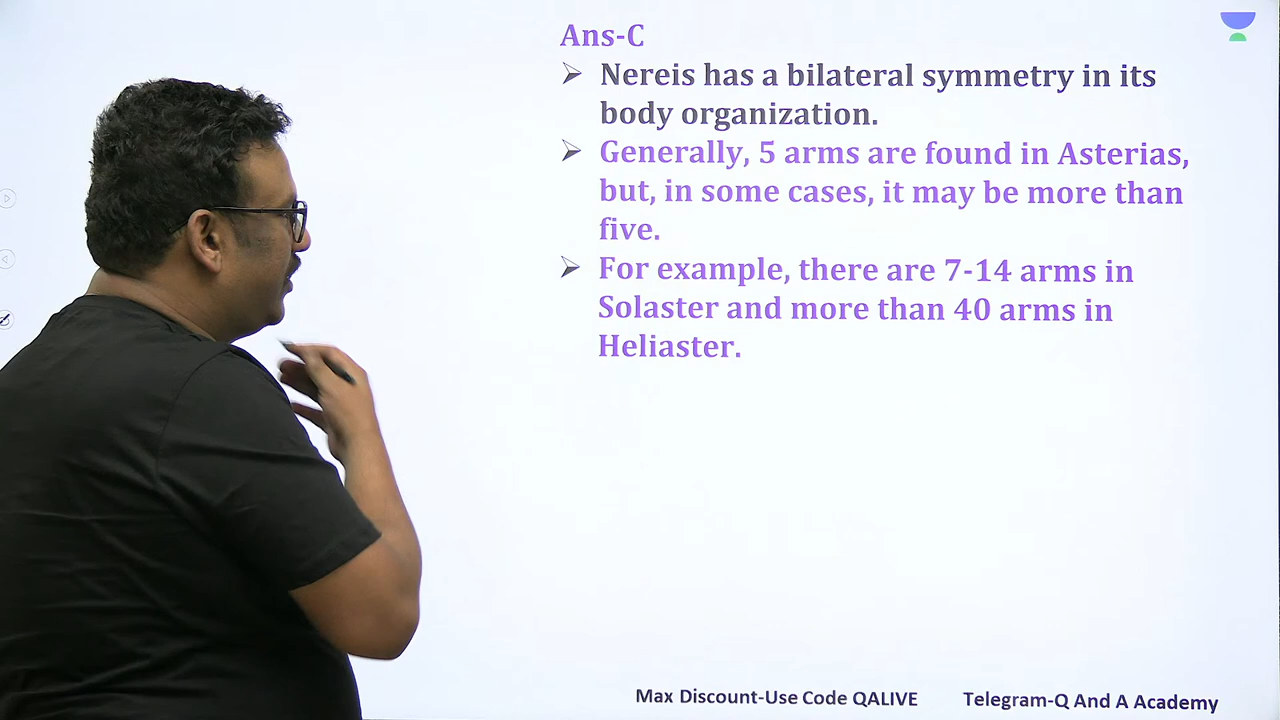 Ans-C
➢ Nereis has a bilateral symmetry in its
body organization.
➢ Generally, 5 arms are found in Asterias,
but, in some cases, it may be more than
five.
➢ For example, there are 7-14 arms in
Solaster and more than 40 arms in
Heliaster.
Max Discount-Use Code QALIVE
Telegram-Q And A Academy